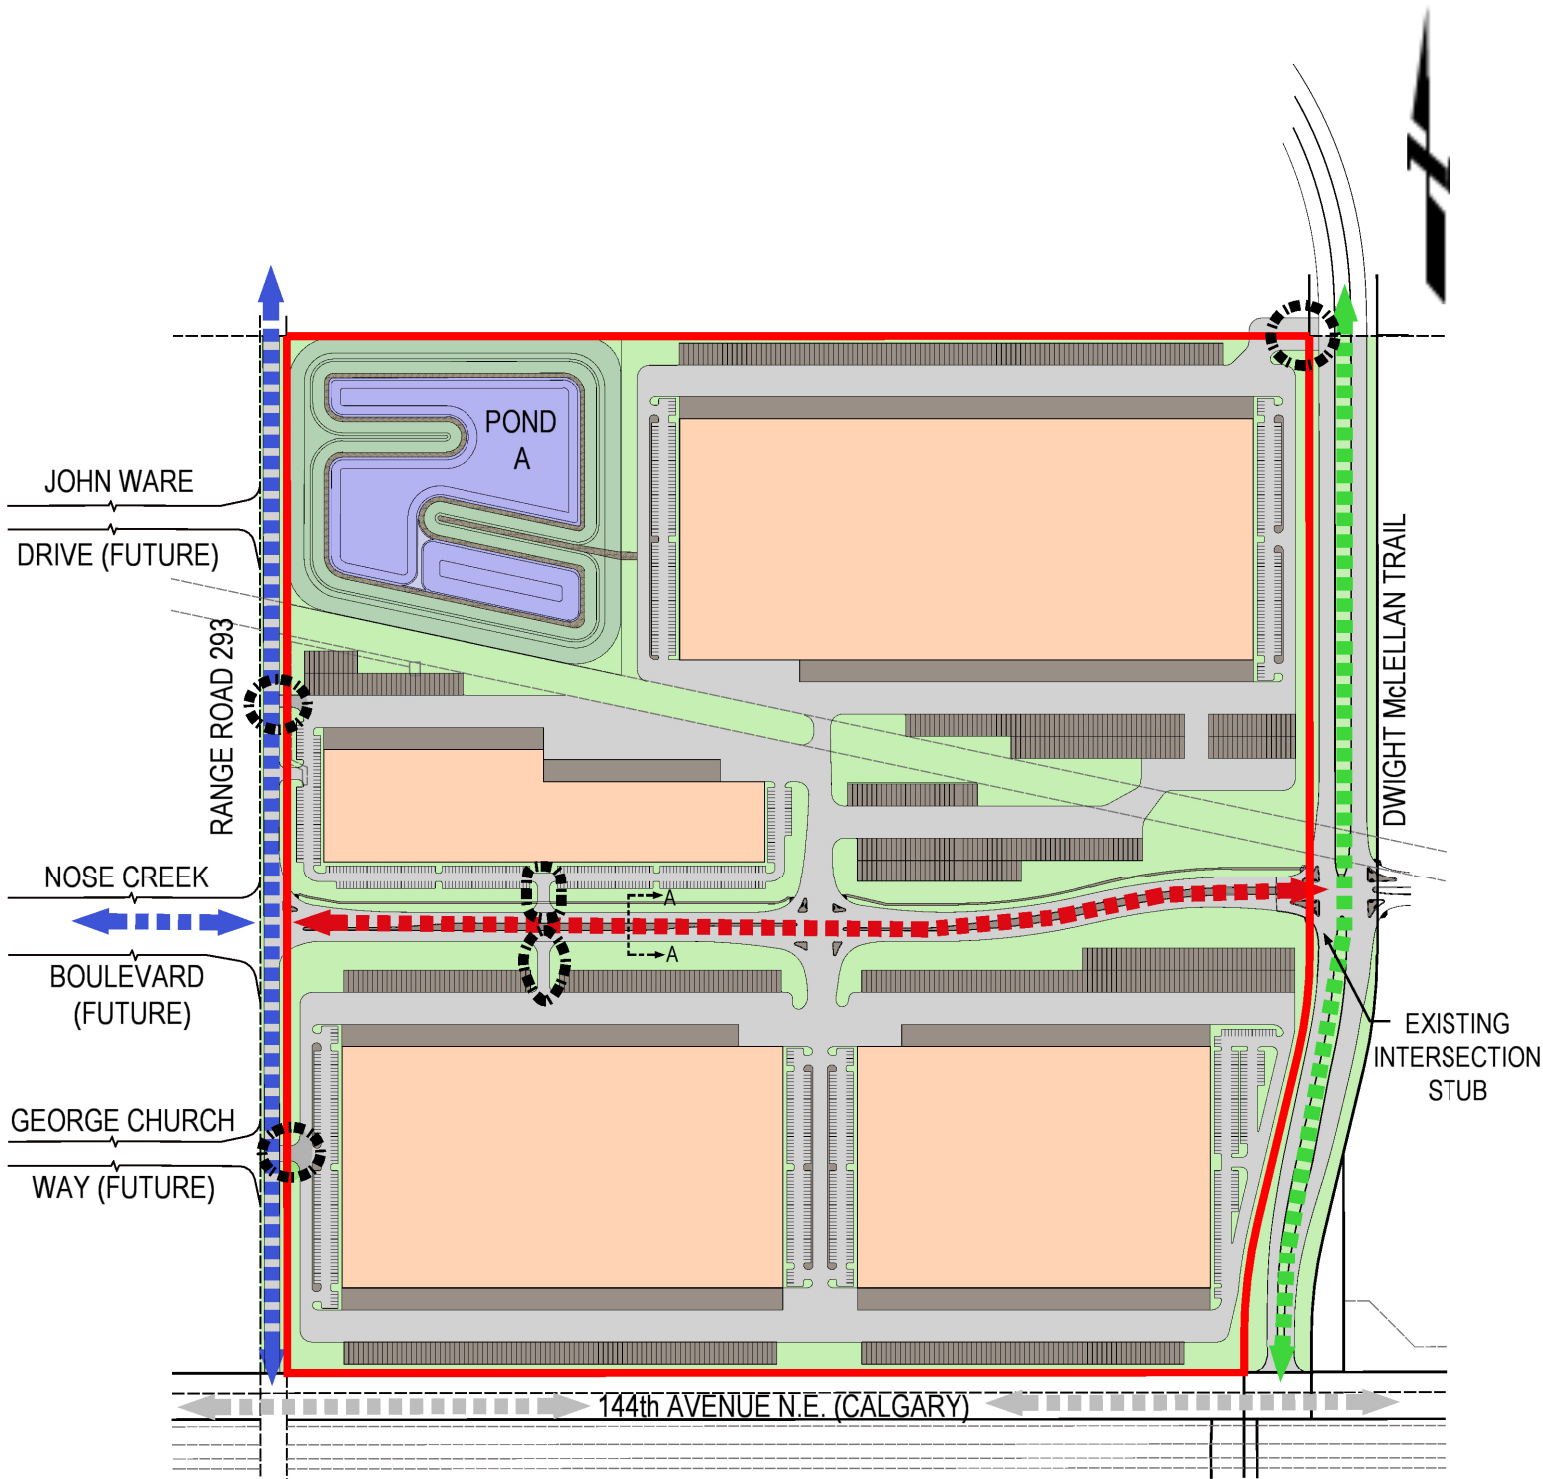 POND
A
JOHN WARE
DRIVE (FUTURE)
RANGE ROAD 293
DWIGHT McLELLAN TRAIL
NOSE CREEK
BOULEVARD
(FUTURE)
A
A
EXISTING
INTERSECTION
STUB
GEORGE CHURCH
WAY (FUTURE)
144th AVENUE N.E. (CALGARY)